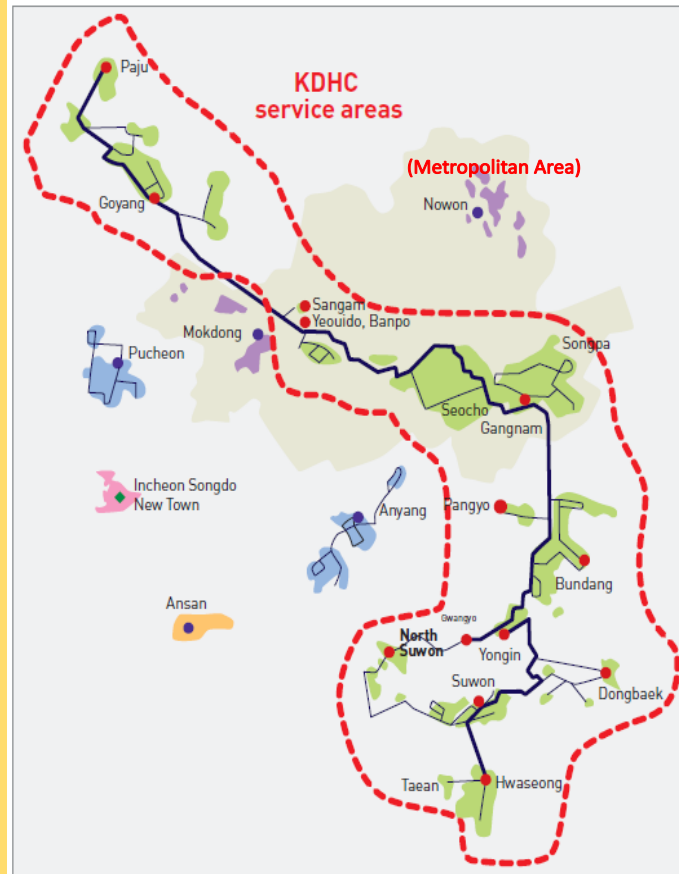 Paju
KDHC
service areas
(Metropolitan Area)
Nowon
Goyang
Sangam
Yeouido, Banpo
Mokdong
Pucheon
Songpa
Seocho
Gangnam
Incheon Songdo
New Town
Pangyo
Anyang
Bundang
Ansan
Gwangyo
North
Suwon
Yongin
Suwon
Dongbaek
Taean
Hwaseong